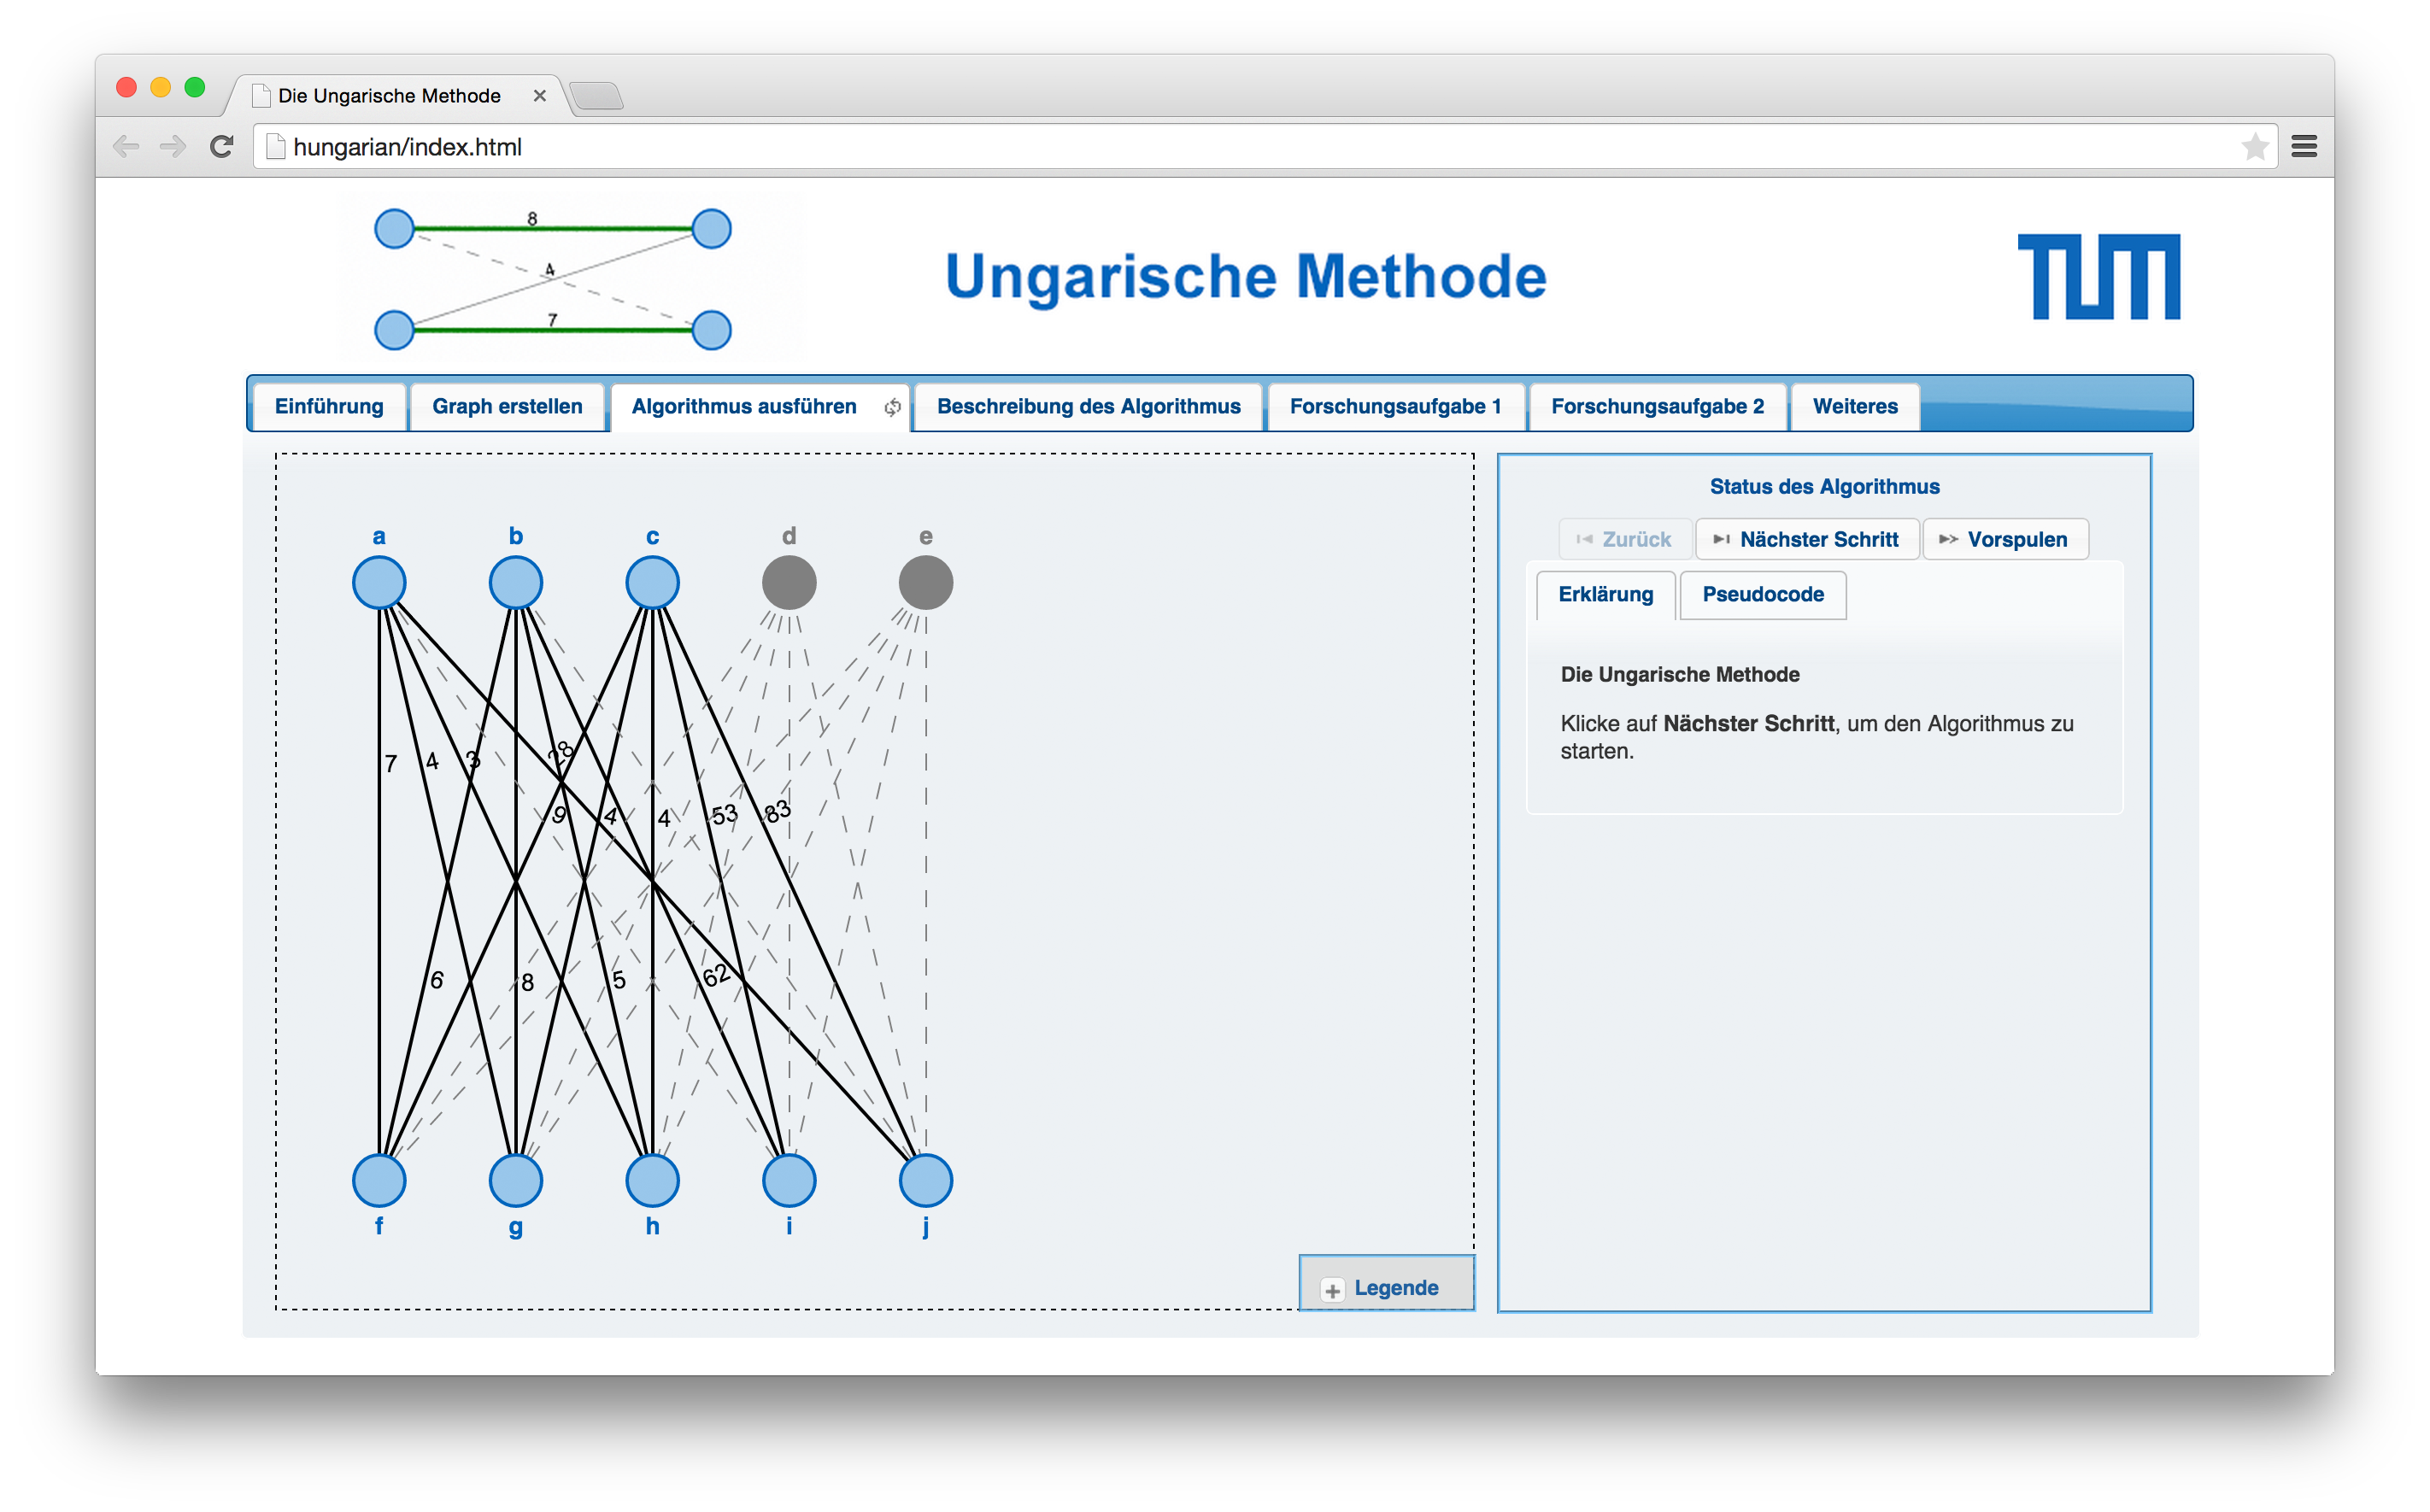 Die Ungarische Methode
hungarian/index.html
8
4
7
Ungarische Methode
TUM
Einführung
Graph erstellen
Algorithmus ausführen
Beschreibung des Algorithmus
Forschungsaufgabe 1
Forschungsaufgabe 2
Weiteres
a b c d e
7 4 3 28
9 4 4 53 83
6 8 5 62
f g h i j
Legende
Status des Algorithmus
Zurück
Nächster Schritt
Vorspulen
Erklärung
Pseudocode
Die Ungarische Methode
Klicke auf Nächster Schritt, um den Algorithmus zu
starten.